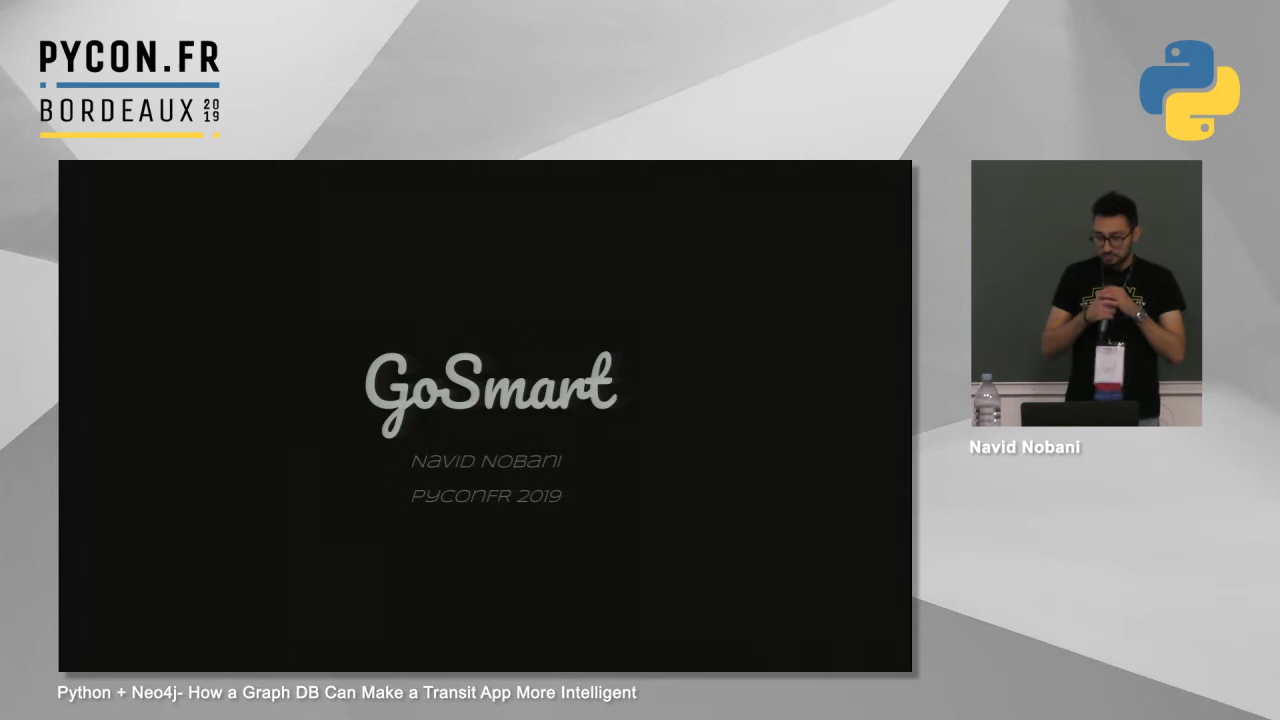 PYCON.FR
BORDEAUX 2019
GoSmart
Navid Nobani
PyconFR 2019
Navid Nobani
Python + Neo4j- How a Graph DB Can Make a Transit App More Intelligent